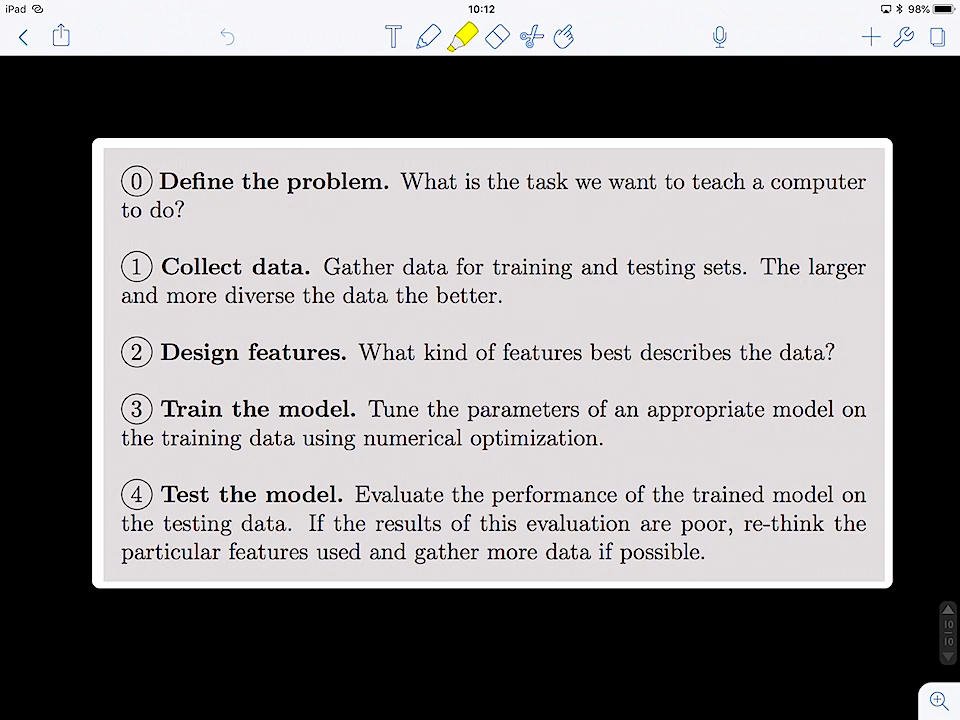 iPad 10:12 98%
T
⓪ Define the problem. What is the task we want to teach a computer
to do?
① Collect data. Gather data for training and testing sets. The larger
and more diverse the data the better.
② Design features. What kind of features best describes the data?
③ Train the model. Tune the parameters of an appropriate model on
the training data using numerical optimization.
④ Test the model. Evaluate the performance of the trained model on
the testing data. If the results of this evaluation are poor, re-think the
particular features used and gather more data if possible.
10
10